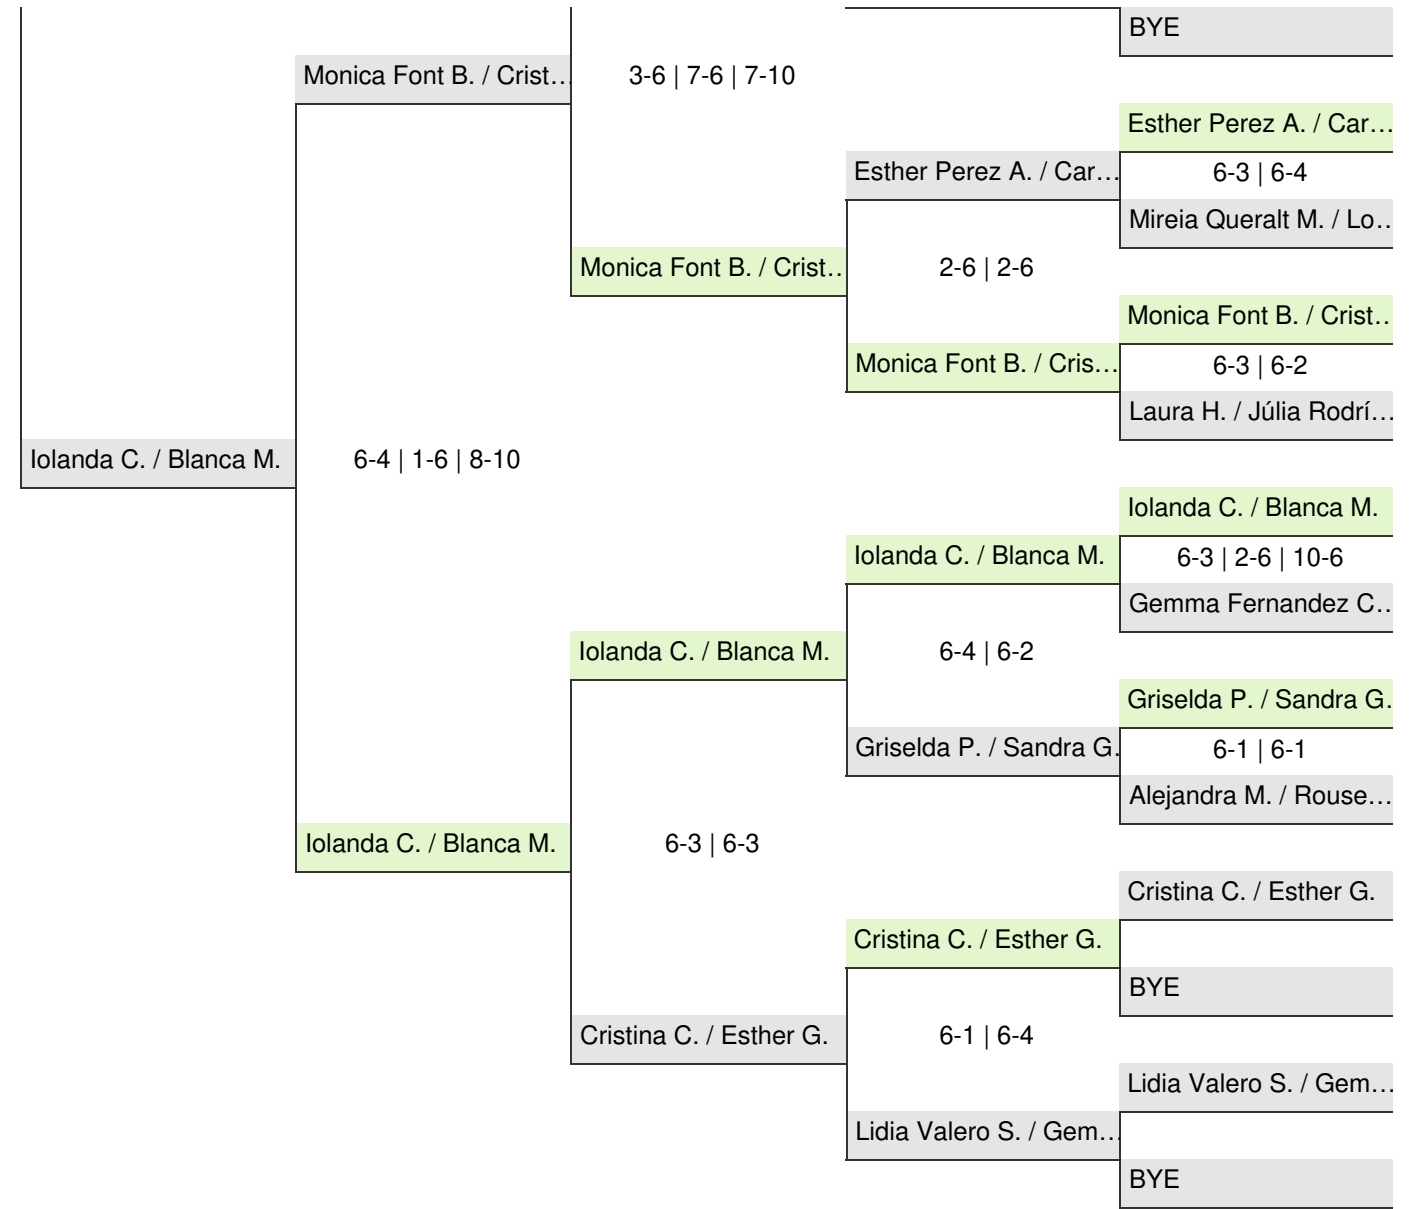 BYE
Monica Font B. / Crist…
3-6 | 7-6 | 7-10
Esther Perez A. / Car…
Esther Perez A. / Car…
6-3 | 6-4
Mireia Queralt M. / Lo…
Monica Font B. / Crist…
2-6 | 2-6
Monica Font B. / Crist…
Monica Font B. / Cris…
6-3 | 6-2
Laura H. / Júlia Rodrí…
Iolanda C. / Blanca M.
6-4 | 1-6 | 8-10
Iolanda C. / Blanca M.
Iolanda C. / Blanca M.
6-3 | 2-6 | 10-6
Gemma Fernandez C…
Iolanda C. / Blanca M.
6-4 | 6-2
Griselda P. / Sandra G.
Griselda P. / Sandra G.
6-1 | 6-1
Alejandra M. / Rouse…
Iolanda C. / Blanca M.
6-3 | 6-3
Cristina C. / Esther G.
Cristina C. / Esther G.
BYE
Cristina C. / Esther G.
6-1 | 6-4
Lidia Valero S. / Gem…
Lidia Valero S. / Gem…
BYE